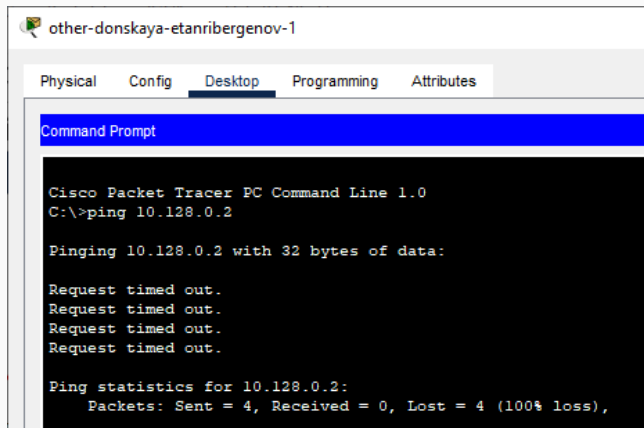 other-donskaya-etanribergenov-1
Physical Config Desktop Programming Attributes
Command Prompt
Cisco Packet Tracer PC Command Line 1.0
C:\>ping 10.128.0.2
Pinging 10.128.0.2 with 32 bytes of data:
Request timed out.
Request timed out.
Request timed out.
Request timed out.
Ping statistics for 10.128.0.2:
Packets: Sent = 4, Received = 0, Lost = 4 (100% loss),